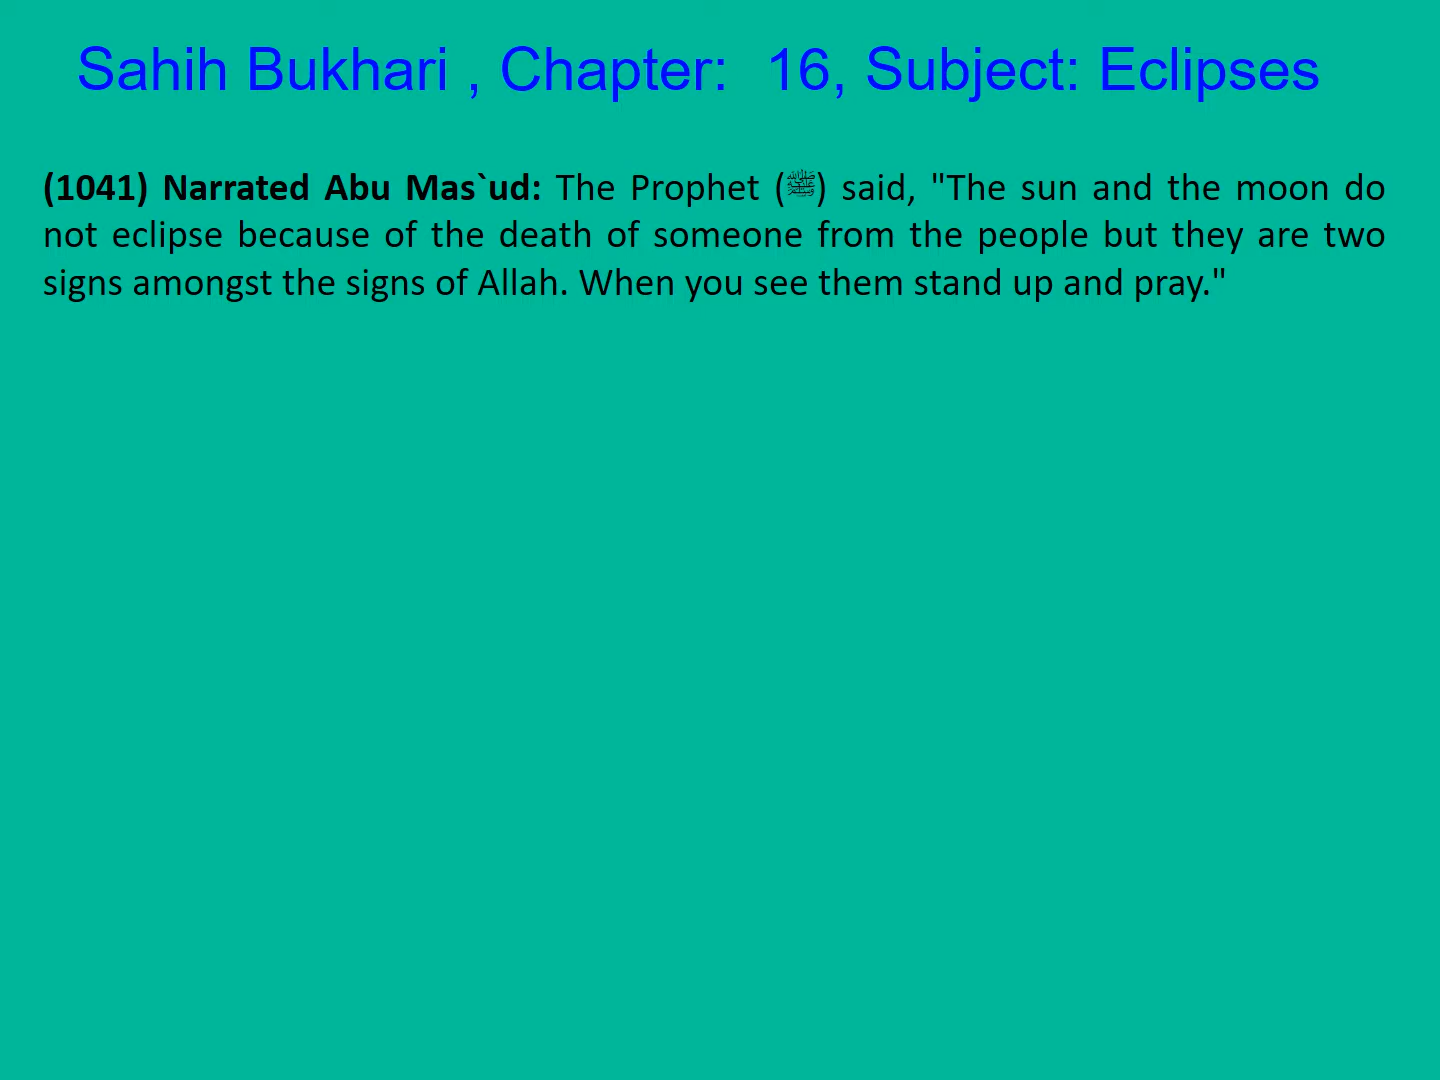 Sahih Bukhari , Chapter:  16, Subject: Eclipses
(1041) Narrated Abu Mas`ud: The Prophet (ﷺ) said, "The sun and the moon do
not eclipse because of the death of someone from the people but they are two
signs amongst the signs of Allah. When you see them stand up and pray."